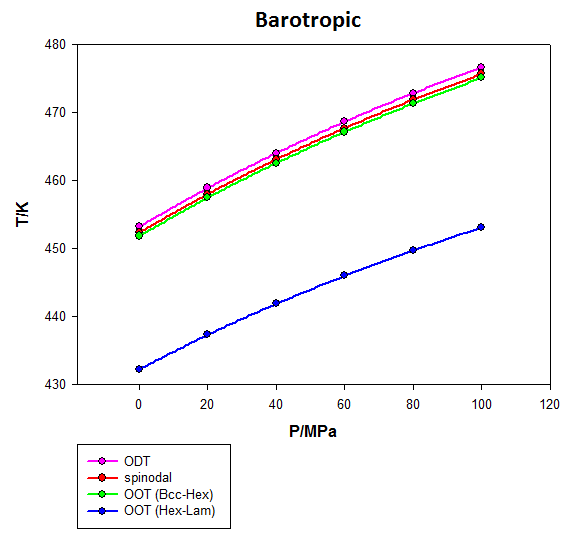 Barotropic
480
470
460
450
440
430
T/K
0 20 40 60 80 100 120
P/MPa
ODT
spinodal
OOT (Bcc-Hex)
OOT (Hex-Lam)